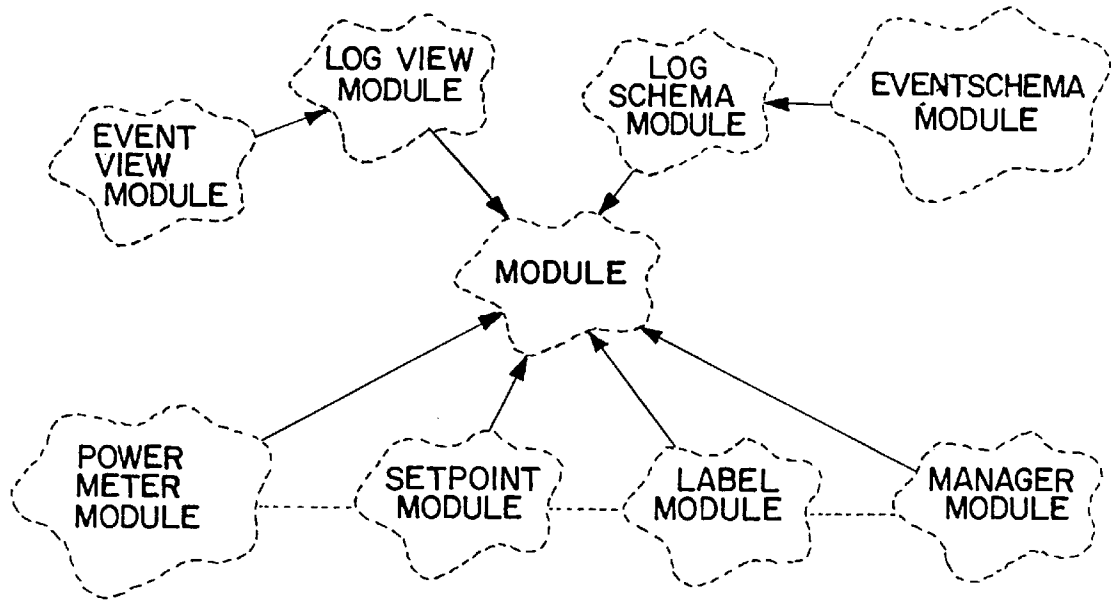 LOG VIEW
MODULE
LOG
SCHEMA
MODULE
EVENTSCHEMA
MODULE
EVENT
VIEW
MODULE
MODULE
POWER
METER
MODULE
SETPOINT
MODULE
LABEL
MODULE
MANAGER
MODULE